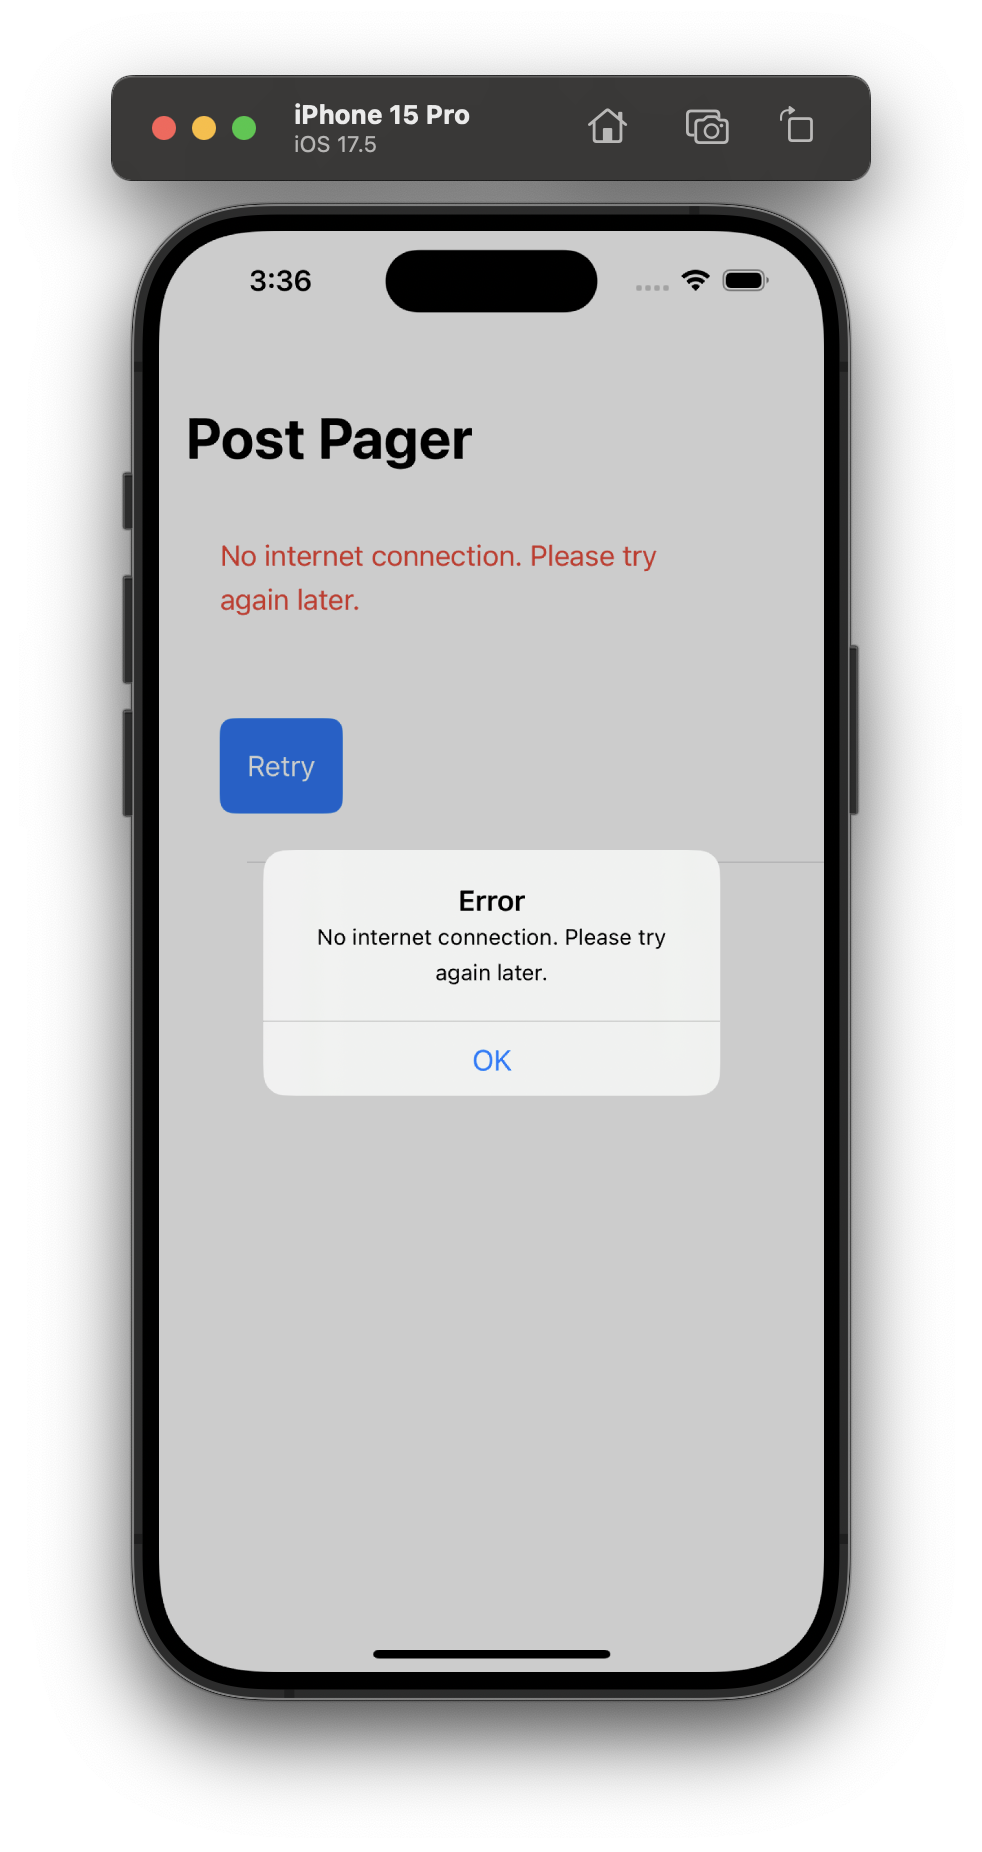 iPhone 15 Pro
iOS 17.5
3:36
Post Pager
No internet connection. Please try
again later.
Retry
Error
No internet connection. Please try
again later.
OK